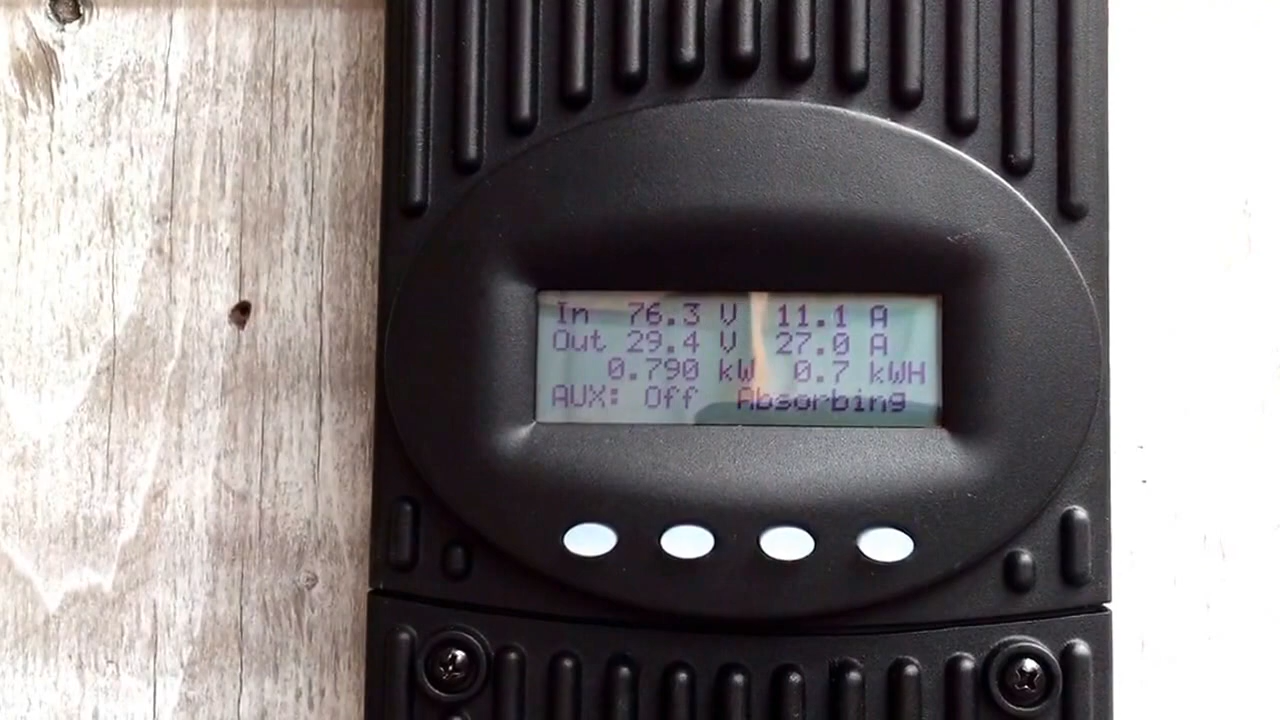 In 76.3 V 11.1 A
Out 29.4 V 27.0 A
0.790 kW 0.7 kWH
AUX: Off Absorbing